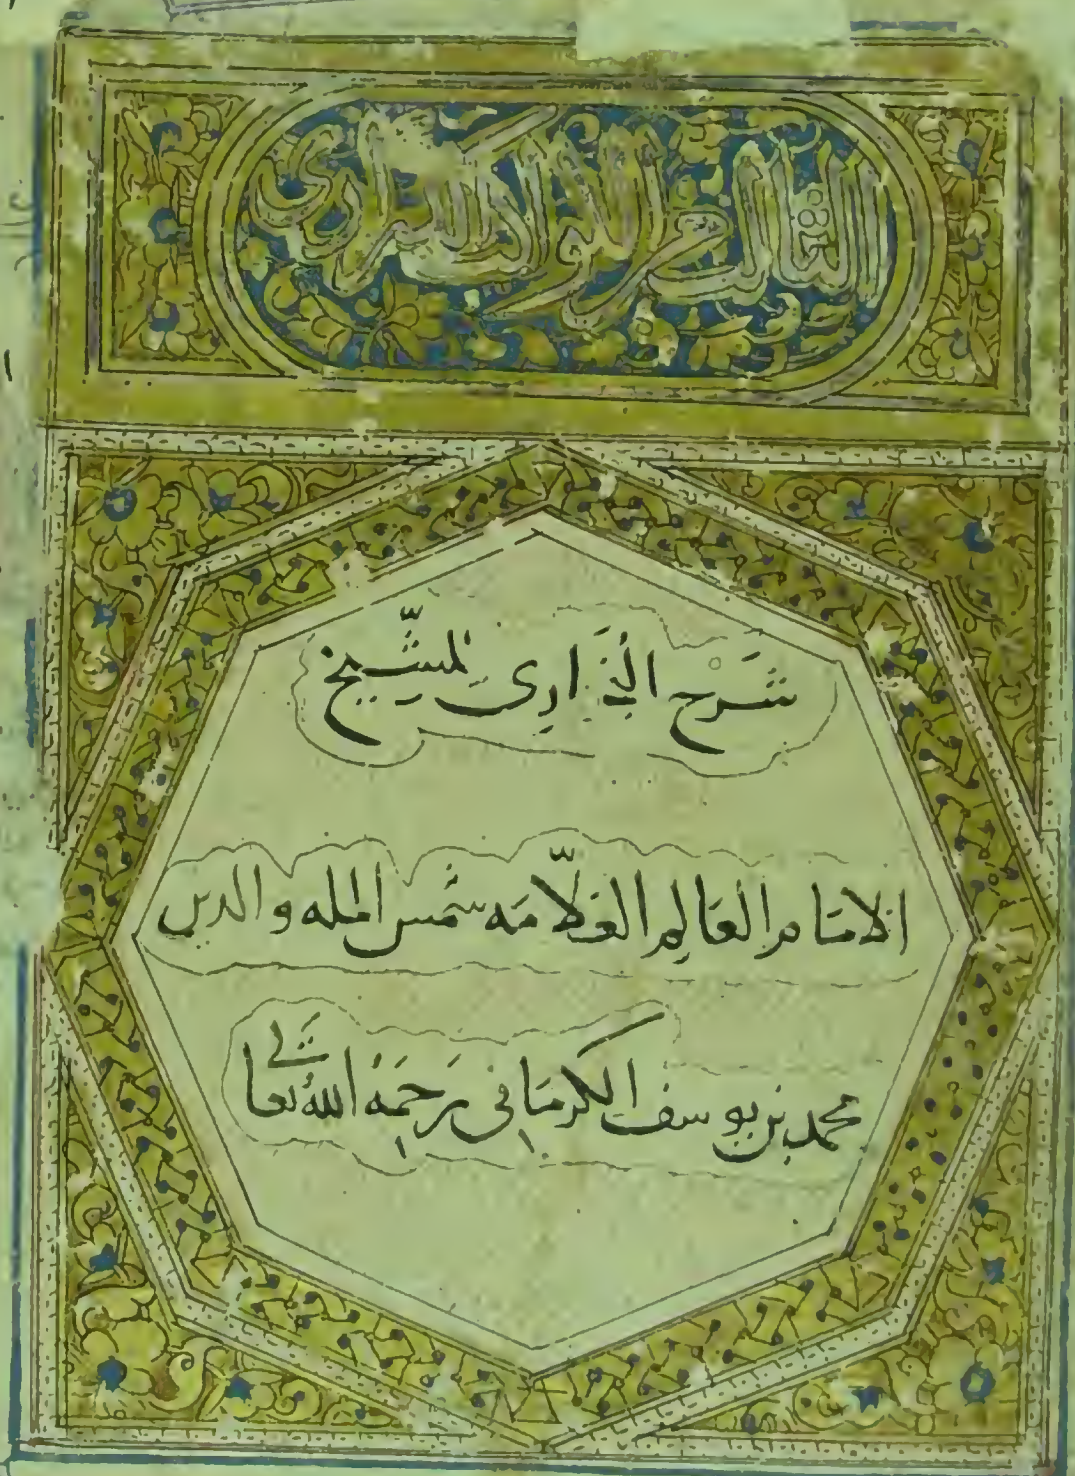 شرح البخاري للشيخ
الامام العالم العلامه شمس المله والدين
محمد بن يوسف الكرماني رحمه الله تعالى